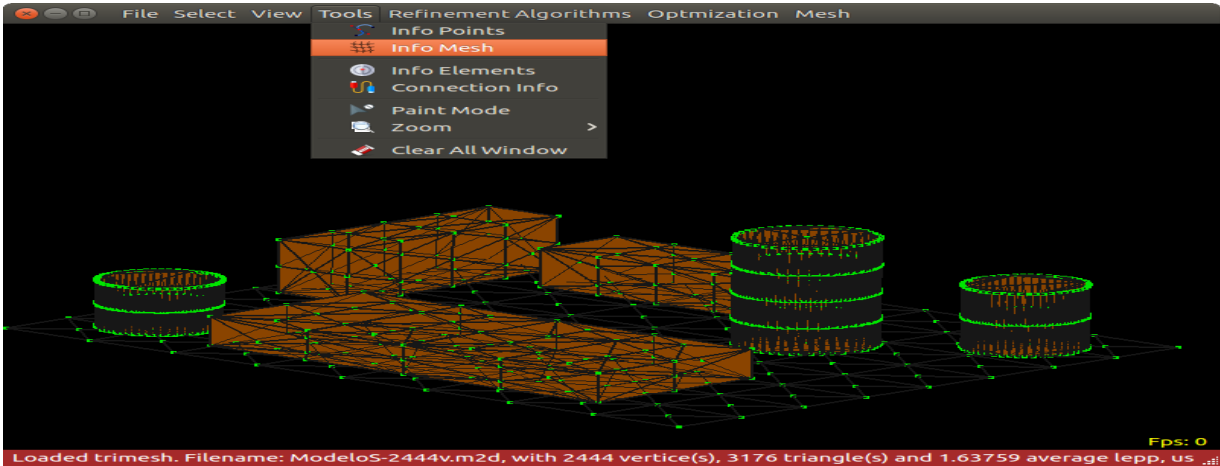 File Select View Tools Refinement Algorithms Optmization Mesh
Info Points
Info Mesh
Info Elements
Connection Info
Paint Mode
Zoom >
Clear All Window
Fps: 0
Loaded trimesh. Filename: ModeloS-2444v.m2d, with 2444 vertice(s), 3176 triangle(s) and 1.63759 average lepp, us